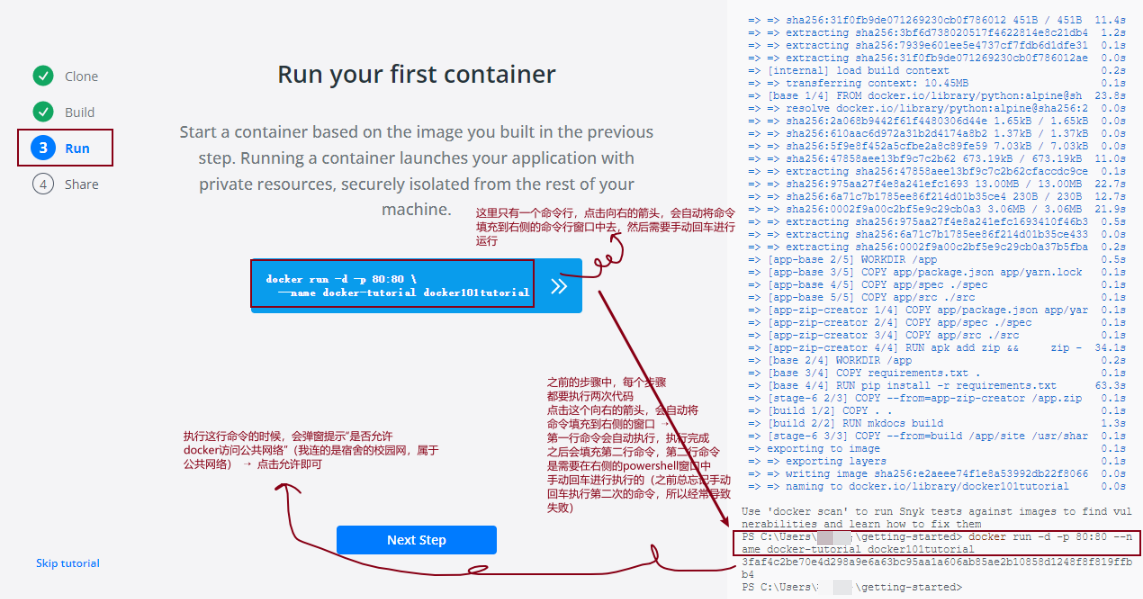 Clone
Build
3 Run
4 Share
Run your first container
Start a container based on the image you built in the previous
step. Running a container launches your application with
private resources, securely isolated from the rest of your
machine.
这里只有一个命令行，点击向右的箭头，会自动将命令
填充到右侧的命令行窗口中去，然后需要手动回车进行
运行
docker run -d -p 80:80 \
--name docker-tutorial docker101tutorial
之前的步骤中，每个步骤
都要执行两次代码
点击这个向右的箭头，会自动将
命令填充到右侧的窗口 →
第一行命令会自动执行，执行完成
之后会填充第二行命令，第二行命令
是需要在右侧的powershell窗口中
手动回车进行执行的（之前总忘记手动
回车执行第二次的命令，所以经常导致
失败）
执行这行命令的时候，会弹窗提示“是否允许
docker访问公共网络”（我连的是宿舍的校园网，属于
公共网络） → 点击允许即可
Next Step
Skip tutorial
=> => sha256:31f0fb9de071269230cb0f786012 451B / 451B 11.4s
=> => extracting sha256:3bf6d738020517f4622814e8c21db4 1.2s
=> => extracting sha256:7939e601ee5e4737cf7fdb6d1dfe31 0.1s
=> => extracting sha256:31f0fb9de071269230cb0f786012ae 0.0s
=> [internal] load build context 0.2s
=> => transferring context: 10.45MB 0.1s
=> [base 1/4] FROM docker.io/library/python:alpine@sh 23.8s
=> => resolve docker.io/library/python:alpine@sha256:2 0.0s
=> => sha256:2a068b9442f61f4480306d44e 1.65kB / 1.65kB 0.0s
=> => sha256:610aac6d972a31b2d4174a8b2 1.37kB / 1.37kB 0.0s
=> => sha256:5f9e8f452a5cfbe2a8c89fe59 7.03kB / 7.03kB 0.0s
=> => sha256:47858aee13bf9c7c2b62 673.19kB / 673.19kB 11.0s
=> => extracting sha256:47858aee13bf9c7c2b62cfaccdc9ce 0.1s
=> => sha256:975aa27f4e8a241efc1693 13.00MB / 13.00MB 22.7s
=> => sha256:6a71c7b1785ee86f214d01b35ce4 230B / 230B 12.7s
=> => sha256:0002f9a00c2bf5e9c29cb0a3 3.06MB / 3.06MB 21.9s
=> => extracting sha256:975aa27f4e8a241efc1693410f46b3 0.5s
=> => extracting sha256:6a71c7b1785ee86f214d01b35ce433 0.0s
=> => extracting sha256:0002f9a00c2bf5e9c29cb0a37b5fba 0.2s
=> [app-base 2/5] WORKDIR /app 0.5s
=> [app-base 3/5] COPY app/package.json app/yarn.lock 0.1s
=> [app-base 4/5] COPY app/spec ./spec 0.1s
=> [app-base 5/5] COPY app/src ./src 0.1s
=> [app-zip-creator 1/4] COPY app/package.json app/yar 0.1s
=> [app-zip-creator 2/4] COPY app/spec ./spec 0.1s
=> [app-zip-creator 3/4] COPY app/src ./src 0.1s
=> [app-zip-creator 4/4] RUN apk add zip && zip - 34.1s
=> [base 2/4] WORKDIR /app 0.2s
=> [base 3/4] COPY requirements.txt . 0.1s
=> [base 4/4] RUN pip install -r requirements.txt 63.3s
=> [stage-6 2/3] COPY --from=app-zip-creator /app.zip 0.1s
=> [build 1/2] COPY . . 0.1s
=> [build 2/2] RUN mkdocs build 1.3s
=> [stage-6 3/3] COPY --from=build /app/site /usr/shar 0.1s
=> exporting to image 0.1s
=> => exporting layers 0.1s
=> => writing image sha256:e2aeee74f1e8a53992db22f8066 0.0s
=> => naming to docker.io/library/docker101tutorial 0.0s
Use 'docker scan' to run Snyk tests against images to find vul
nerabilities and learn how to fix them
PS C:\Users\ \getting-started> docker run -d -p 80:80 --n
ame docker-tutorial docker101tutorial
3faf4c2be70e4d298a9e6a63bc95aa1a606ab85ae2b10858d1248f8f819ffb
b4
PS C:\Users\ \getting-started>